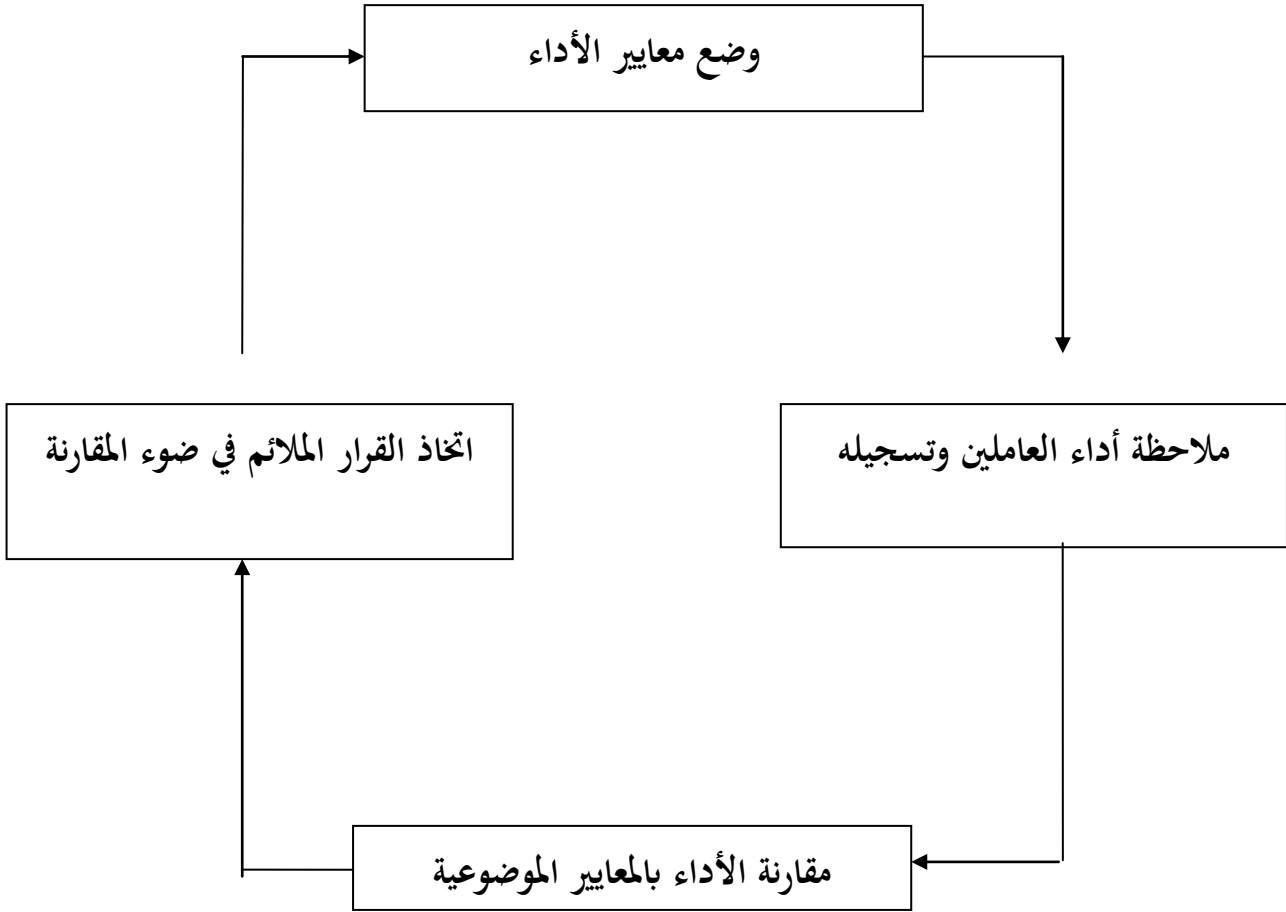 وضع معايير الأداء
ملاحظة أداء العاملين وتسجيله
اتخاذ القرار الملائم في ضوء المقارنة
مقارنة الأداء بالمعايير الموضوعية